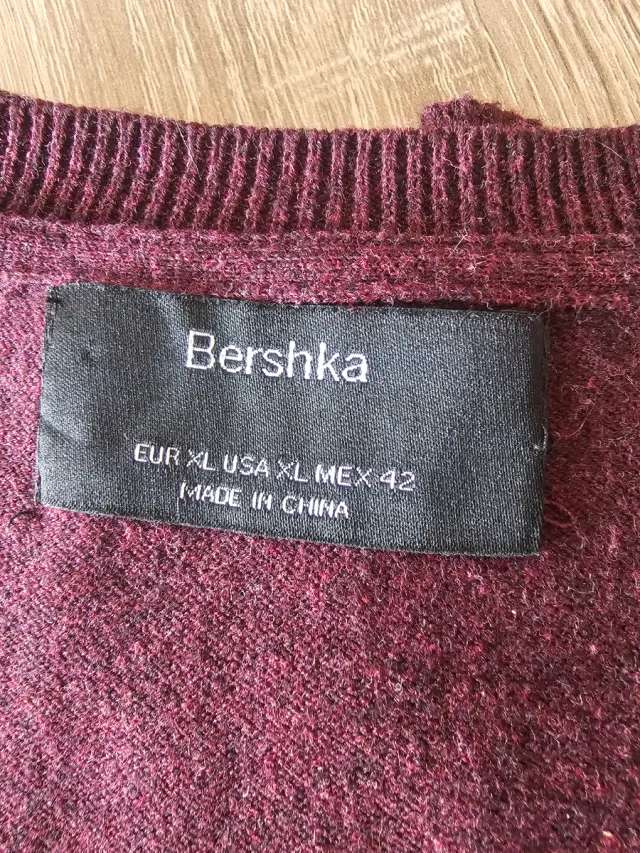 Bershka
EUR XL USA XL MEX 42
MADE IN CHINA